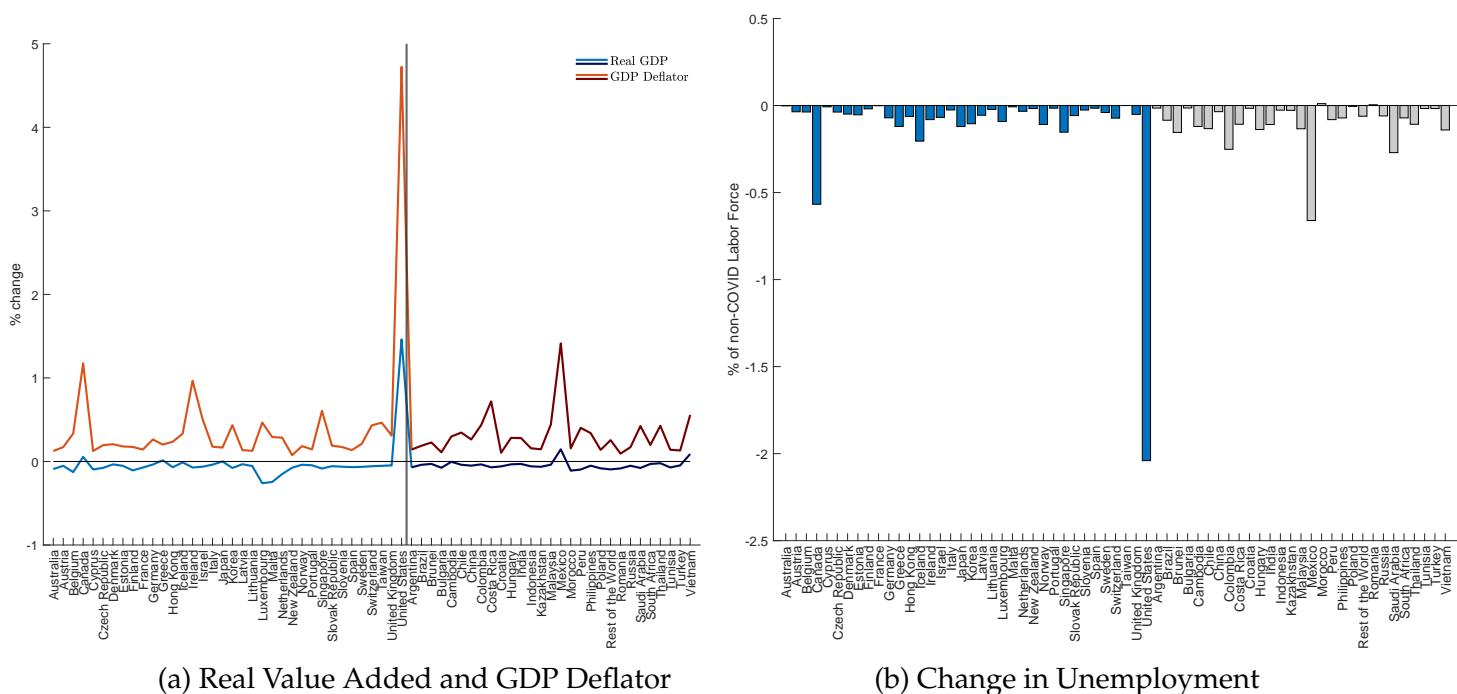 5
4
3
2
1
0
-1
% change
Real GDP
GDP Deflator
Australia
Austria
Belgium
Canada
Cyprus
Czech Republic
Denmark
Estonia
Finland
France
Germany
Greece
Hong Kong
Iceland
Ireland
Israel
Italy
Japan
Korea
Latvia
Lithuania
Luxembourg
Malta
Netherlands
New Zealand
Norway
Portugal
Singapore
Slovak Republic
Slovenia
Spain
Sweden
Switzerland
Taiwan
United Kingdom
United States
Argentina
Brazil
Brunei
Bulgaria
Cambodia
Chile
China
Colombia
Costa Rica
Croatia
Hungary
India
Indonesia
Kazakhstan
Malaysia
Mexico
Morocco
Peru
Philippines
Poland
Rest of the World
Romania
Russia
Saudi Arabia
South Africa
Thailand
Tunisia
Turkey
Vietnam
(a) Real Value Added and GDP Deflator
0.5
0
-0.5
-1
-1.5
-2
-2.5
% of non-COVID Labor Force
Australia
Austria
Belgium
Canada
Cyprus
Czech Republic
Denmark
Estonia
Finland
France
Germany
Greece
Hong Kong
Iceland
Ireland
Israel
Italy
Japan
Korea
Latvia
Lithuania
Luxembourg
Malta
Netherlands
New Zealand
Norway
Portugal
Singapore
Slovak Republic
Slovenia
Spain
Sweden
Switzerland
Taiwan
United Kingdom
United States
Argentina
Brazil
Brunei
Bulgaria
Cambodia
Chile
China
Colombia
Costa Rica
Croatia
Hungary
India
Indonesia
Kazakhstan
Malaysia
Mexico
Morocco
Peru
Philippines
Poland
Rest of the World
Romania
Russia
Saudi Arabia
South Africa
Thailand
Tunisia
Turkey
Vietnam
(b) Change in Unemployment